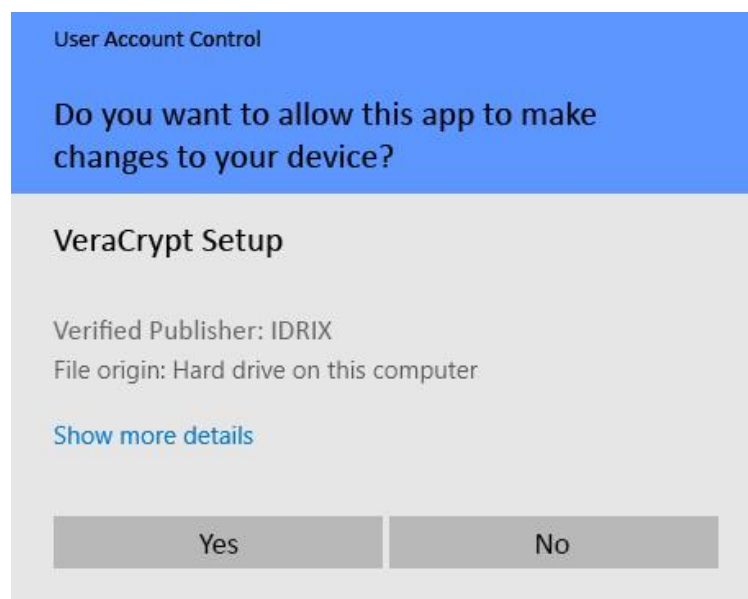 User Account Control
Do you want to allow this app to make
changes to your device?
VeraCrypt Setup
Verified Publisher: IDRIX
File origin: Hard drive on this computer
Show more details
Yes
No